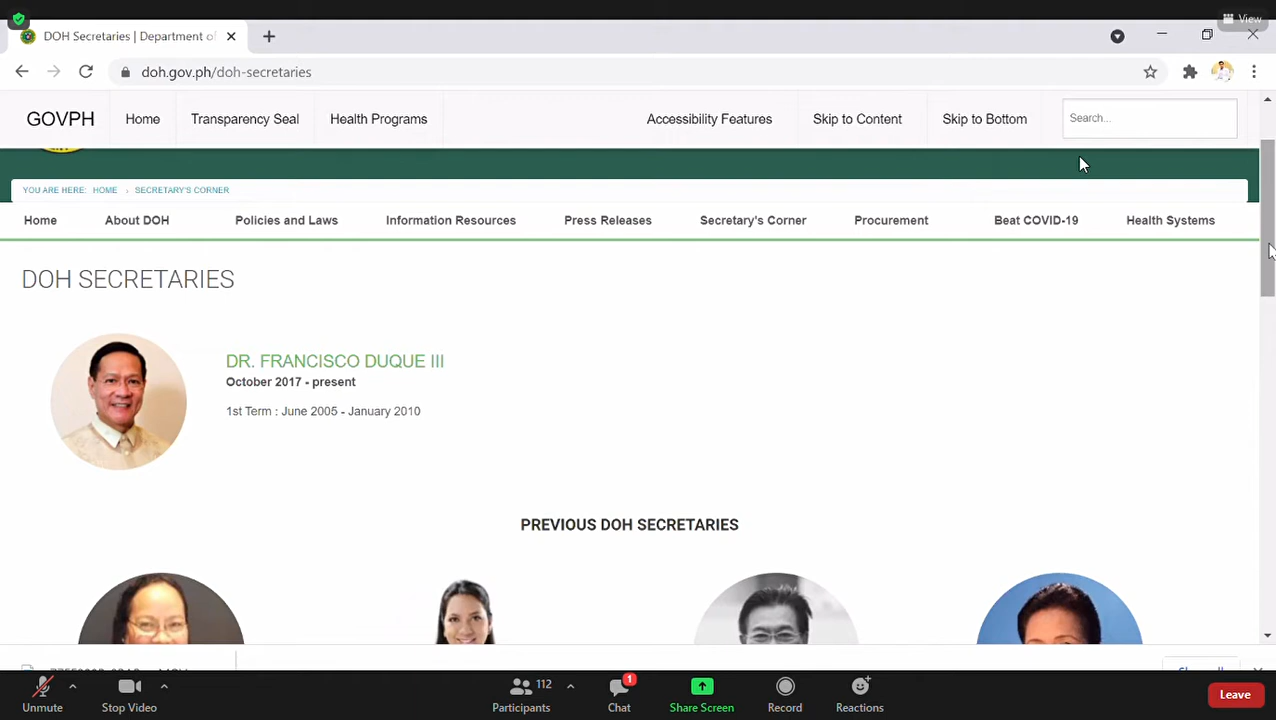 View
DOH Secretaries | Department of
doh.gov.ph/doh-secretaries
GOVPH Home Transparency Seal Health Programs Accessibility Features Skip to Content Skip to Bottom Search...
YOU ARE HERE: HOME › SECRETARY'S CORNER
Home About DOH Policies and Laws Information Resources Press Releases Secretary's Corner Procurement Beat COVID-19 Health Systems
DOH SECRETARIES
DR. FRANCISCO DUQUE III
October 2017 - present
1st Term : June 2005 - January 2010
PREVIOUS DOH SECRETARIES
112 1
Unmute Stop Video Participants Chat Share Screen Record Reactions Leave